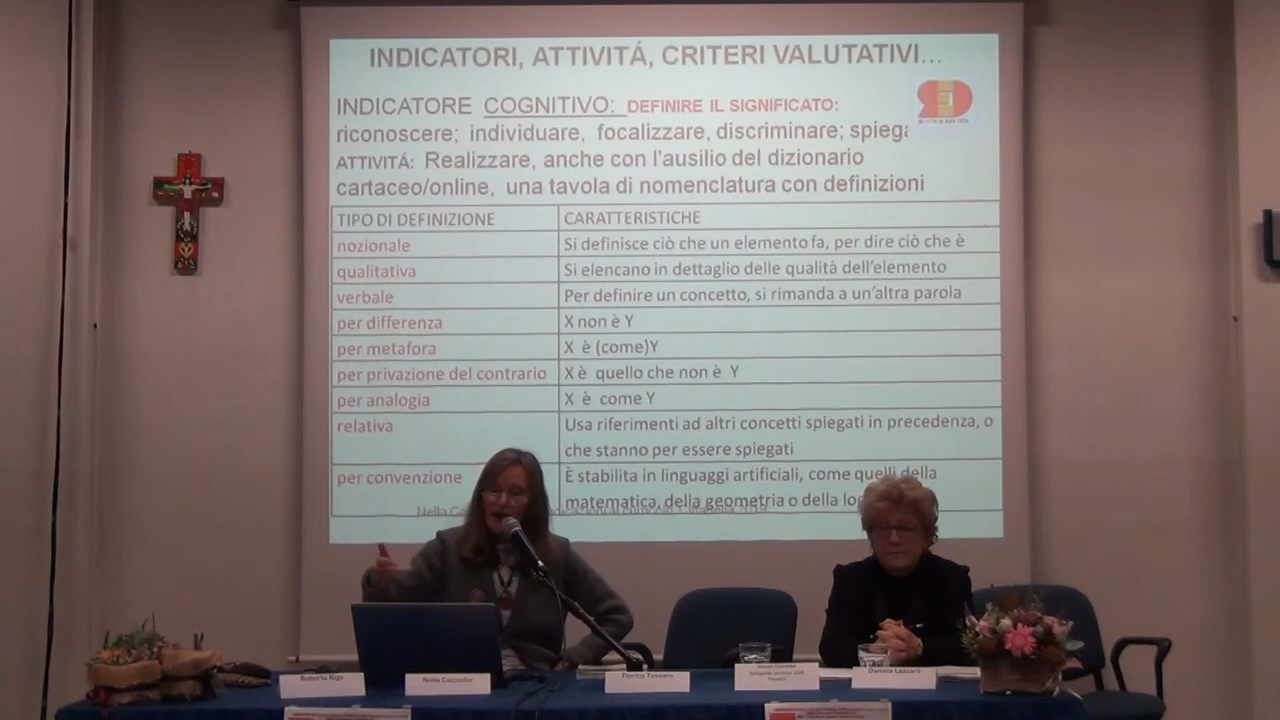 INDICATORI, ATTIVITÁ, CRITERI VALUTATIVI...
INDICATORE COGNITIVO: DEFINIRE IL SIGNIFICATO:
riconoscere; individuare, focalizzare, discriminare;
ATTIVITÁ: Realizzare, anche con l'ausilio del dizionario
cartaceo/online, una tavola di nomenclatura con definizioni
TIPO DI DEFINIZIONE CARATTERISTICHE
nozionale Si definisce ciò che un elemento fa, per dire ciò che è
qualitativa Si elencano in dettaglio delle qualità dell'elemento
verbale Per definire un concetto, si rimanda a un'altra parola
per differenza X non è Y
per metafora X è (come)Y
per privazione del contrario X è quello che non è Y
per analogia X è come Y
relativa Usa riferimenti ad altri concetti spiegati in precedenza, o
che stanno per essere spiegati
per convenzione È stabilita in linguaggi artificiali, come quelli della
matematica, della geometria o della
Nella
Roberta Rigo
Nella Cazzador
Fiorino Tessaro
Daniela Lazzaro